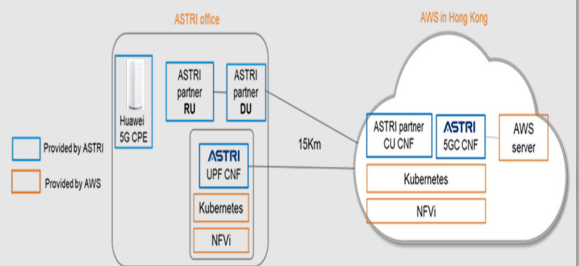 ASTRI office
AWS in Hong Kong
Huawei
5G CPE
ASTRI
partner
RU
ASTRI
partner
DU
Provided by ASTRI
Provided by AWS
ASTRI
UPF CNF
Kubernetes
NFVi
15Km
ASTRI partner
CU CNF
ASTRI
5GC CNF
AWS
server
Kubernetes
NFVi